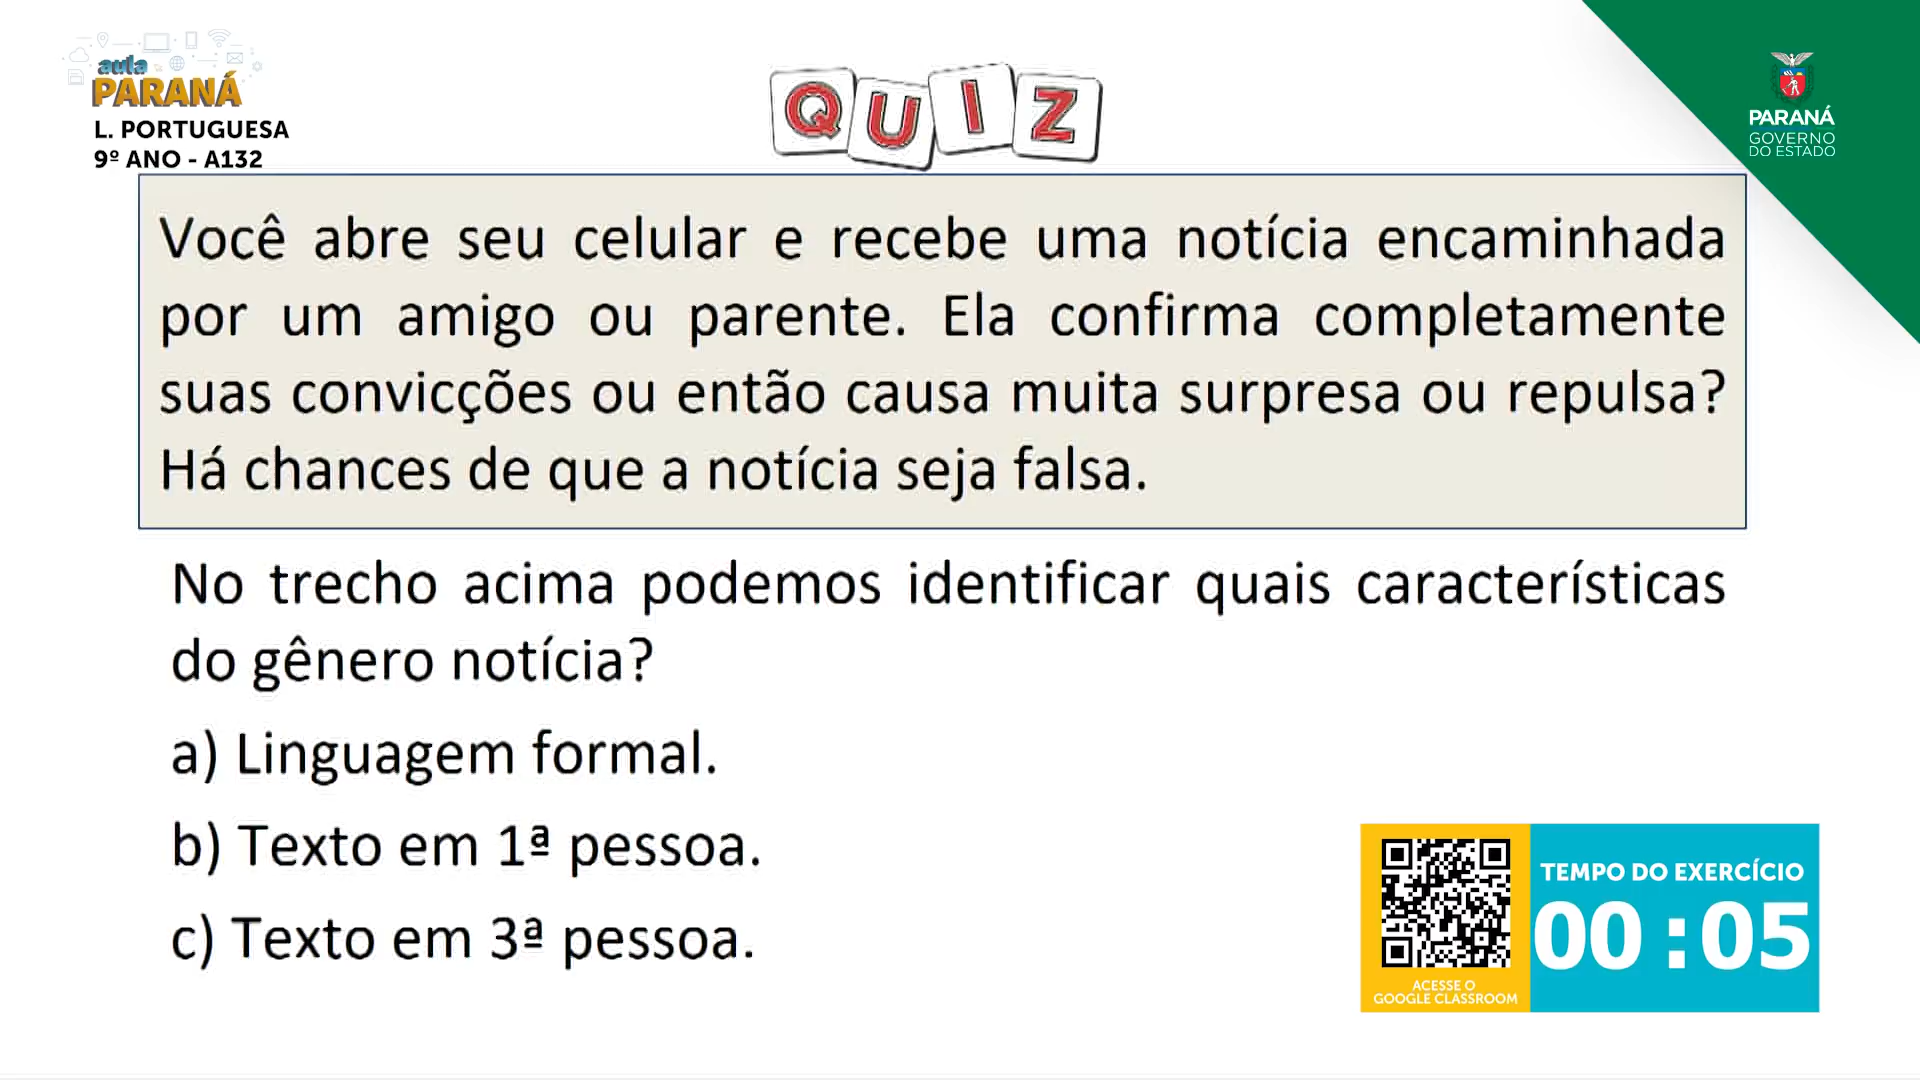 aula
PARANÁ
L. PORTUGUESA
9º ANO - A132
QUIZ
PARANÁ
GOVERNO
DO ESTADO
Você abre seu celular e recebe uma notícia encaminhada
por um amigo ou parente. Ela confirma completamente
suas convicções ou então causa muita surpresa ou repulsa?
Há chances de que a notícia seja falsa.
No trecho acima podemos identificar quais características
do gênero notícia?
a) Linguagem formal.
b) Texto em 1ª pessoa.
c) Texto em 3ª pessoa.
TEMPO DO EXERCÍCIO
00:05
ACESSE O
GOOGLE CLASSROOM